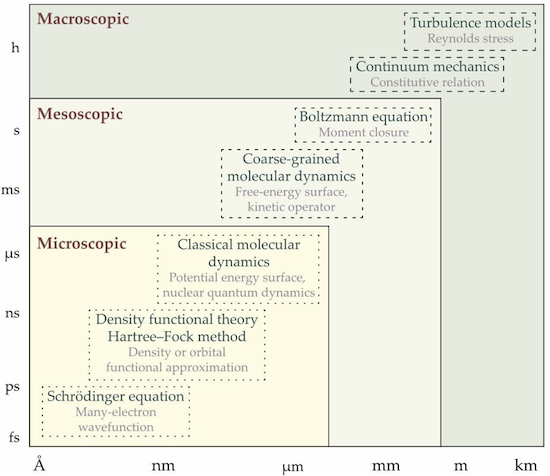 Macroscopic
Turbulence models
Reynolds stress
h
Continuum mechanics
Constitutive relation
Mesoscopic
Boltzmann equation
Moment closure
s
Coarse-grained
molecular dynamics
Free-energy surface,
kinetic operator
ms
Microscopic
Classical molecular
dynamics
Potential energy surface,
nuclear quantum dynamics
μs
ns
Density functional theory
Hartree–Fock method
Density or orbital
functional approximation
ps
Schrödinger equation
Many-electron
wavefunction
fs
Å nm μm mm m km